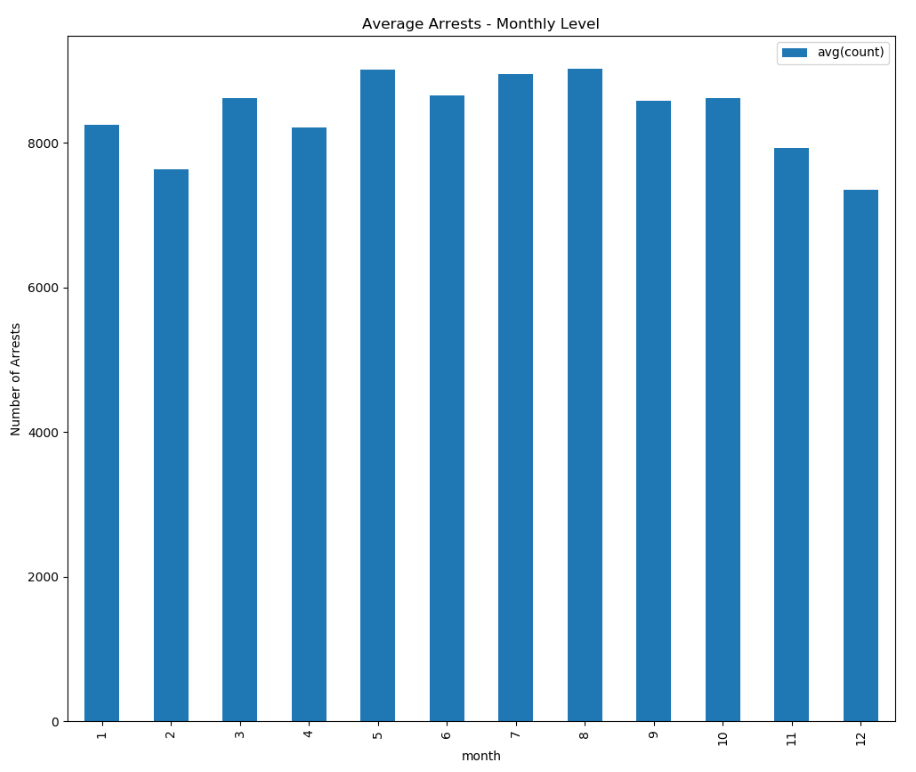 Average Arrests - Monthly Level
avg(count)
Number of Arrests
8000
6000
4000
2000
0
1 2 3 4 5 6 7 8 9 10 11 12
month